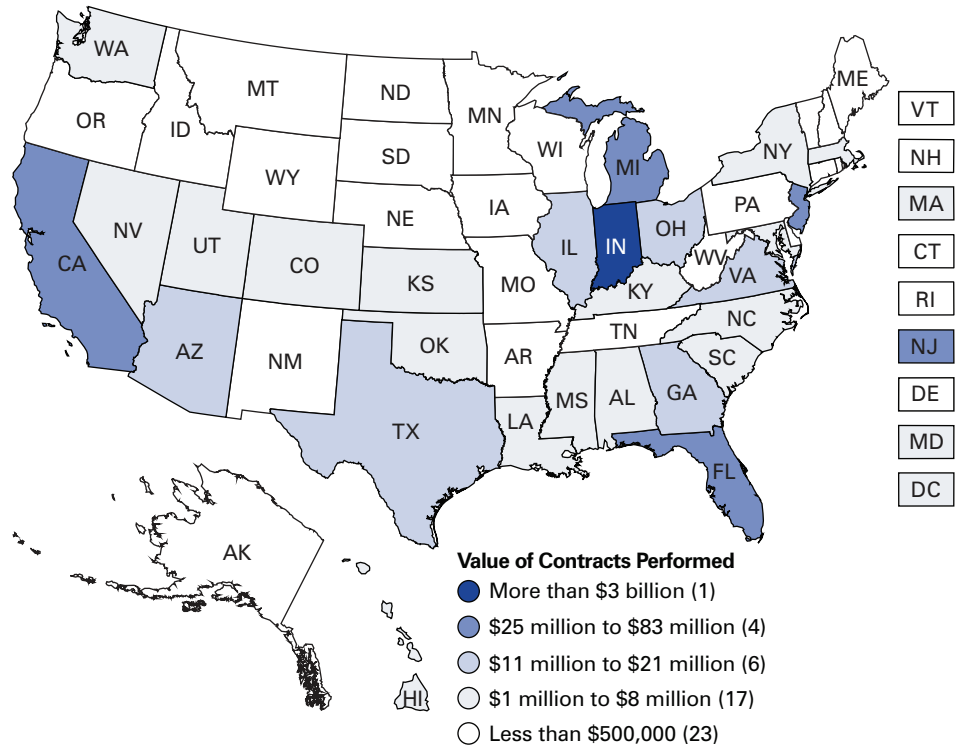 WA
MT
ND
MN
ME
OR
ID
SD
WI
MI
NY
VT
NH
MA
CT
RI
NJ
DE
MD
DC
WY
IA
PA
NE
NV
UT
CO
IL
IN
OH
WV
VA
CA
KS
MO
KY
NC
AZ
NM
OK
AR
TN
SC
TX
LA
MS
AL
GA
FL
AK
HI
Value of Contracts Performed
More than $3 billion (1)
$25 million to $83 million (4)
$11 million to $21 million (6)
$1 million to $8 million (17)
Less than $500,000 (23)